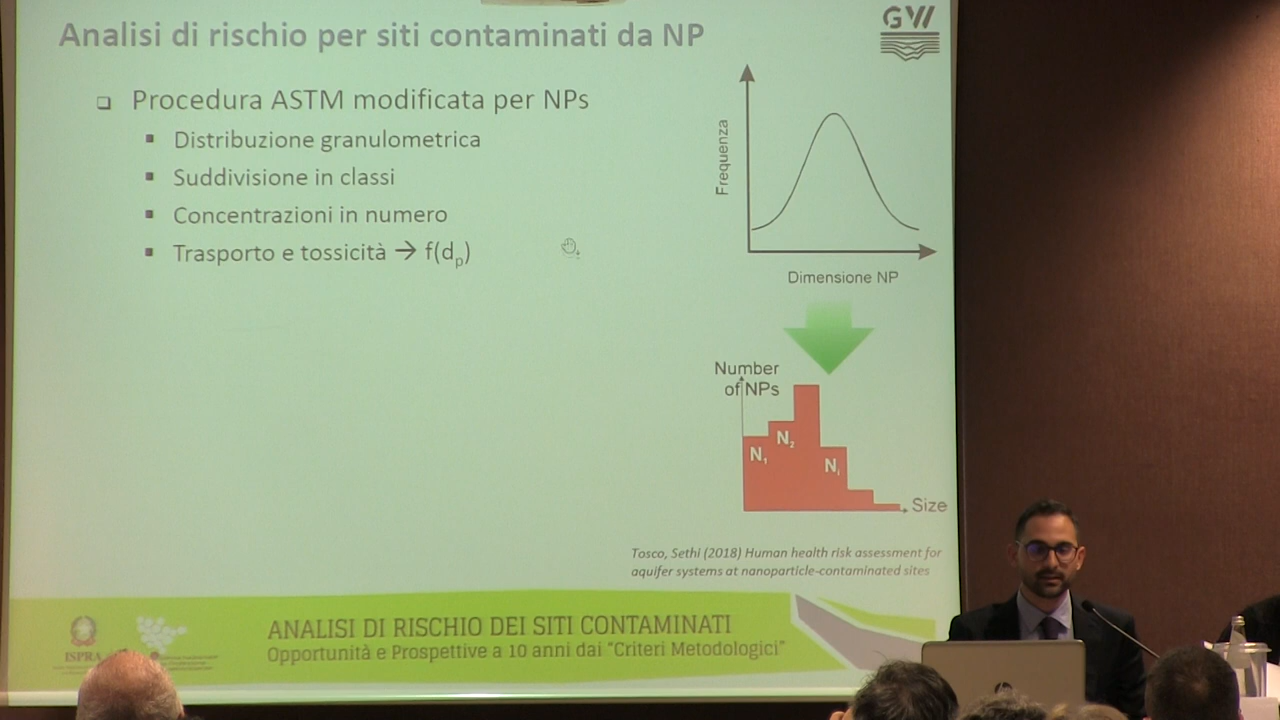 Analisi di rischio per siti contaminati da NP
GW
Procedura ASTM modificata per NPs
Distribuzione granulometrica
Suddivisione in classi
Concentrazioni in numero
Trasporto e tossicità → f(dp)
Frequenza
Dimensione NP
Number
of NPs
N1
N2
Ni
Size
Tosco, Sethi (2018) Human health risk assessment for
aquifer systems at nanoparticle-contaminated sites
ANALISI DI RISCHIO DEI SITI CONTAMINATI
Opportunità e Prospettive a 10 anni dai "Criteri Metodologici"
ISPRA